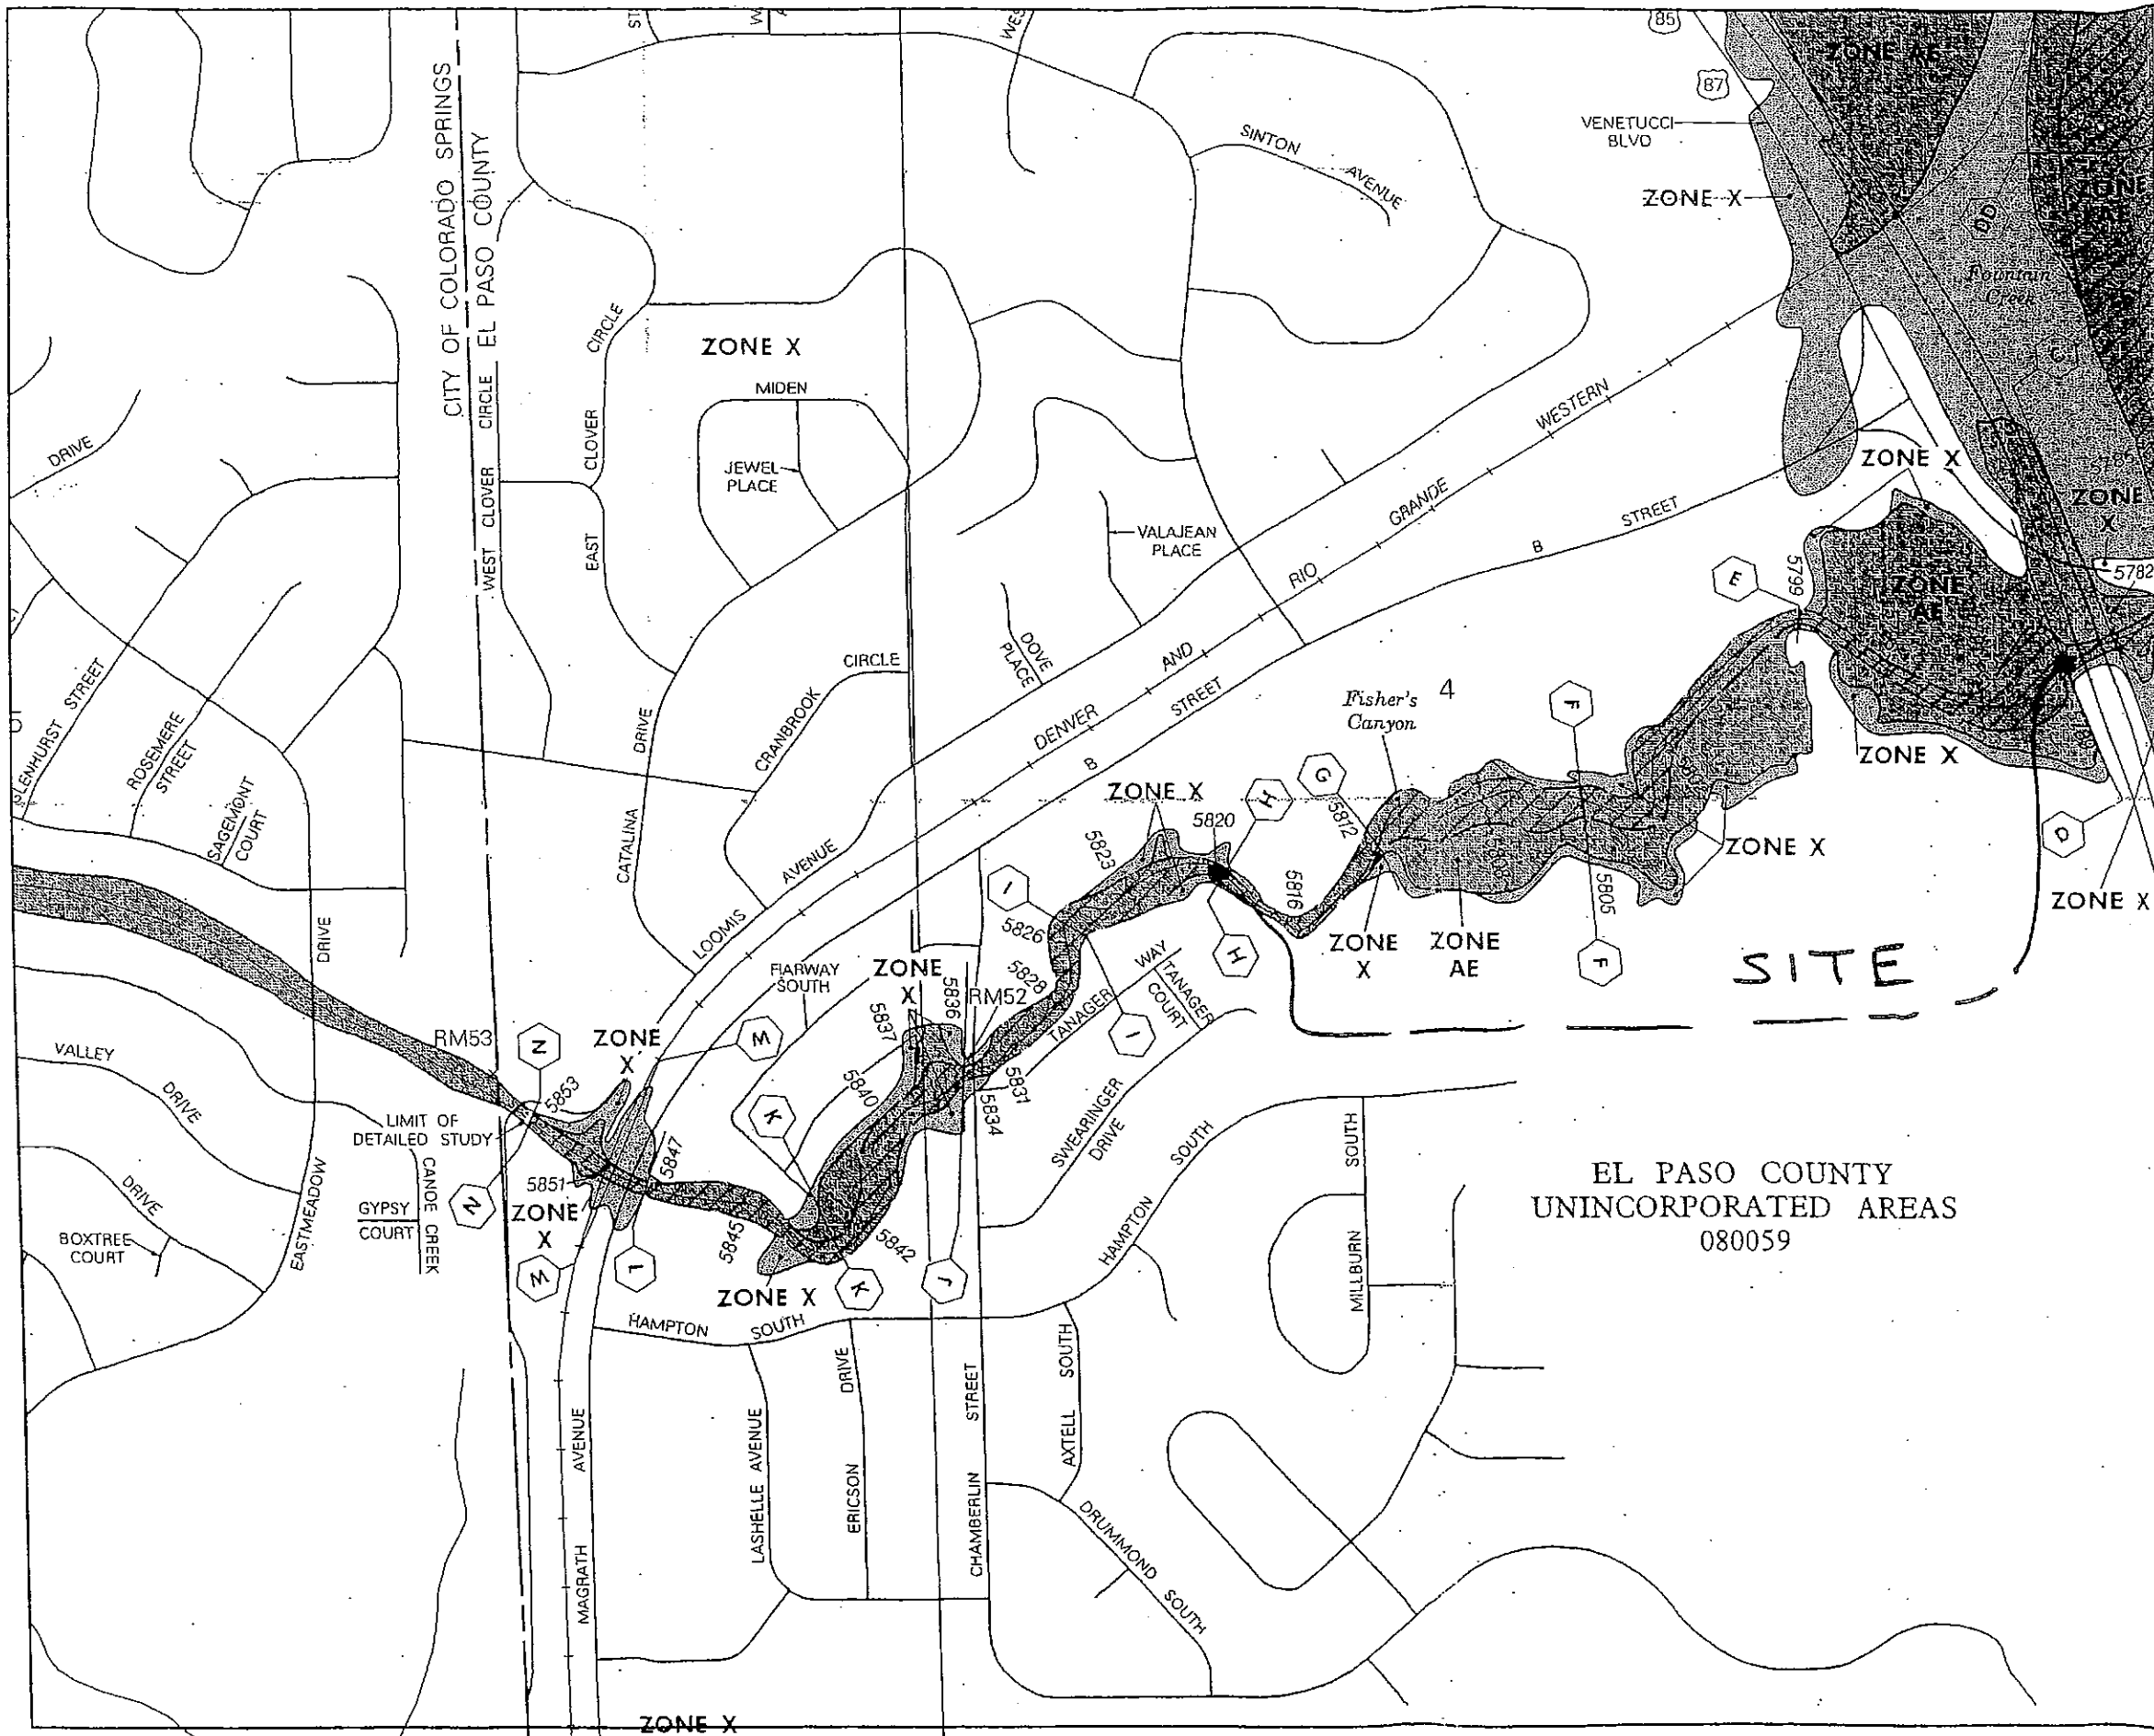 85
87
ZONE AE
VENETUCCI
BLVD
ZONE X
ZONE
AE
DD
Fountain
Creek
C
SINTON
AVENUE
CITY OF COLORADO SPRINGS
EL PASO COUNTY
WEST CLOVER CIRCLE
EAST CLOVER CIRCLE
ZONE X
MIDEN
JEWEL
PLACE
VALAJEAN
PLACE
DOVE
PLACE
DENVER AND RIO GRANDE WESTERN
B STREET
B STREET
DRIVE
ZONE X
ZONE
X
5782
ZONE
AE
5799
E
GLENHURST STREET
ROSEMERE
STREET
SAGEMONT
COURT
CATALINA DRIVE
CRANBROOK CIRCLE
LOOMIS AVENUE
Fisher's
Canyon
4
F
G
H
5812
ZONE X
5820
5823
5816
ZONE X
ZONE X
D
ZONE X
5805
F
ZONE
X
ZONE
AE
SITE
I
5826
5828
H
I
WAY
TANAGER
TANAGER
COURT
DRIVE
FIARWAY
SOUTH
ZONE
X
5836
RM52
5837
5840
5831
5834
RM53
N
ZONE
X
M
K
5853
LIMIT OF
DETAILED STUDY
VALLEY
DRIVE
CANOE CREEK
GYPSY
COURT
N
5851
ZONE
X
5847
5845
5842
M
L
K
J
ZONE X
DRIVE
BOXTREE
COURT
EASTMEADOW
SWEARINGER
DRIVE
HAMPTON SOUTH
MILLBURN SOUTH
EL PASO COUNTY
UNINCORPORATED AREAS
080059
HAMPTON SOUTH
MAGRATH AVENUE
LASHELLE AVENUE
ERICSON DRIVE
CHAMBERLIN STREET
AXTELL SOUTH
DRUMMOND SOUTH
ZONE X